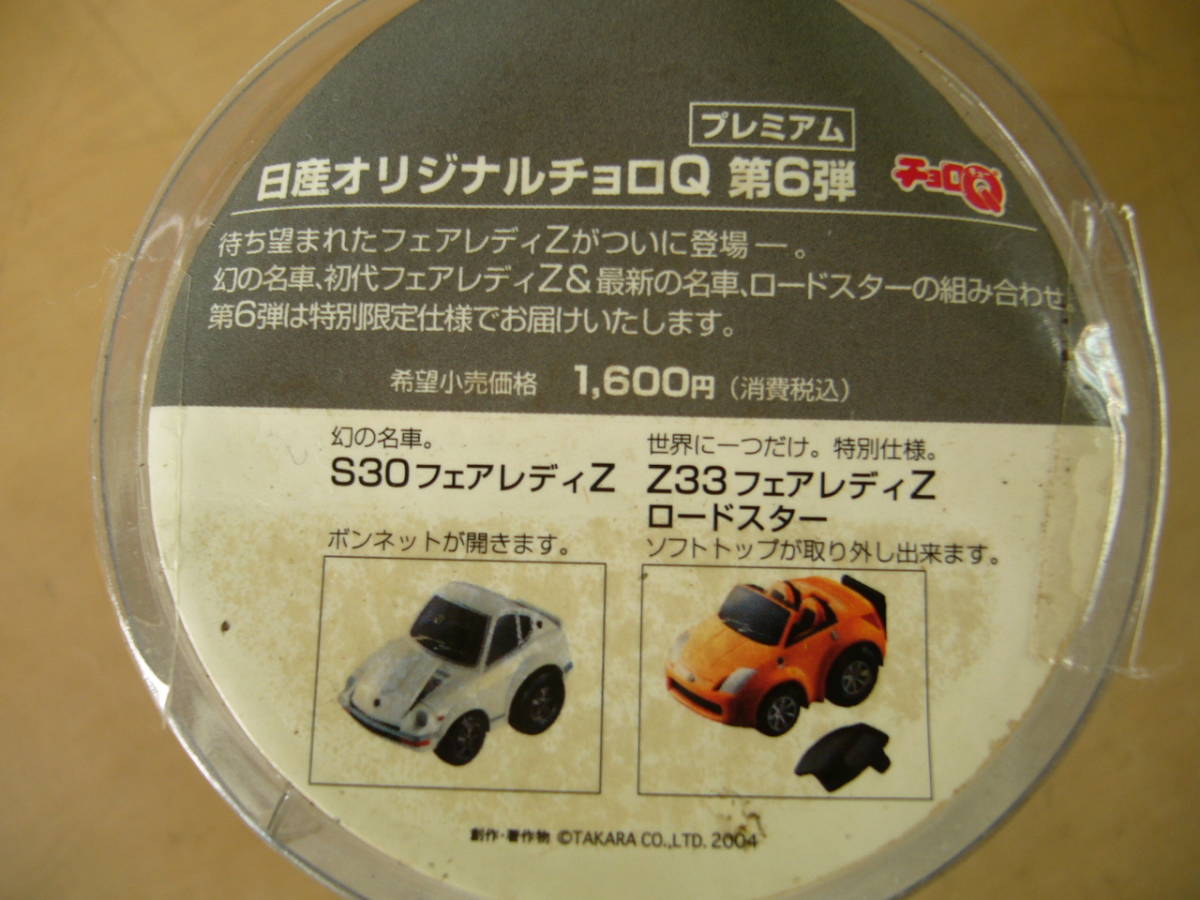 プレミアム
日産オリジナルチョロQ 第6弾
チョロQ
キュー
待ち望まれたフェアレディZがついに登場―。
幻の名車、初代フェアレディZ&最新の名車、ロードスターの組み合わせ。
第6弾は特別限定仕様でお届けいたします。
希望小売価格 1,600円(消費税込)
幻の名車。
S30フェアレディZ
ボンネットが開きます。
世界に一つだけ。特別仕様。
Z33フェアレディZ
ロードスター
ソフトトップが取り外し出来ます。
創作・著作物 ©TAKARA CO.,LTD. 2004